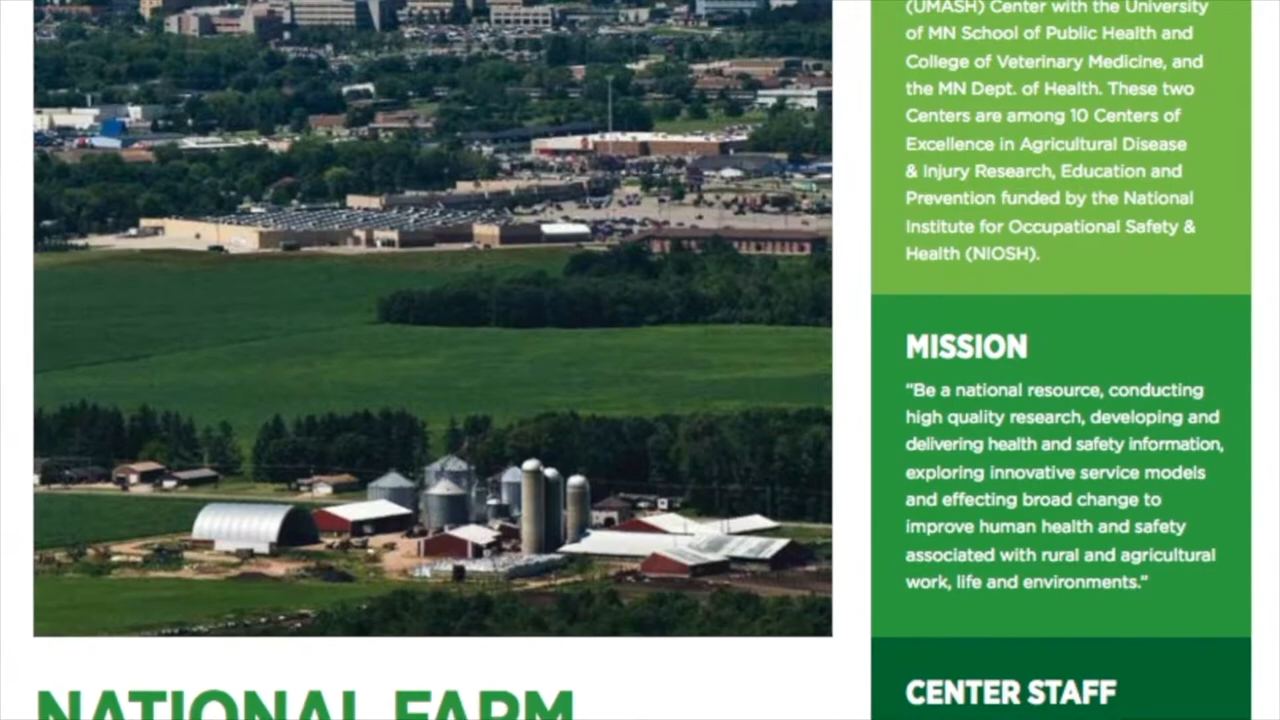 (UMASH) Center with the University
of MN School of Public Health and
College of Veterinary Medicine, and
the MN Dept. of Health. These two
Centers are among 10 Centers of
Excellence in Agricultural Disease
& Injury Research, Education and
Prevention funded by the National
Institute for Occupational Safety &
Health (NIOSH).
MISSION
"Be a national resource, conducting
high quality research, developing and
delivering health and safety information,
exploring innovative service models
and effecting broad change to
improve human health and safety
associated with rural and agricultural
work, life and environments."
CENTER STAFF
NATIONAL FARM